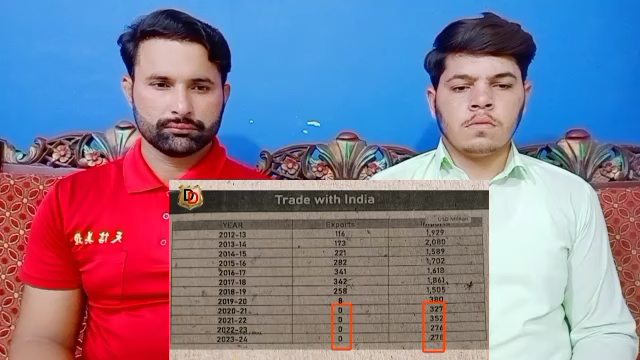 D
Trade with India
USD Million
YEAR Exports Imports
2012-13 116 1,929
2013-14 173 2,080
2014-15 221 1,589
2015-16 282 1,702
2016-17 341 1,618
2017-18 342 1,861
2018-19 258 1,505
2019-20 8 380
2020-21 0 327
2021-22 0 352
2022-23 0 276
2023-24 0 278